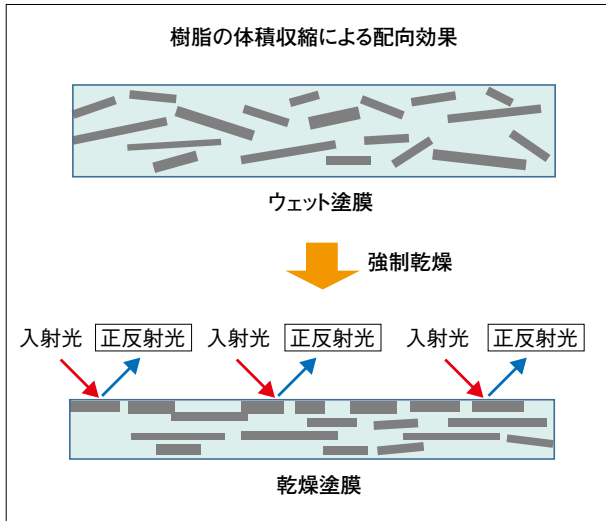 樹脂の体積収縮による配向効果
ウェット塗膜
強制乾燥
入射光 正反射光 入射光 正反射光 入射光 正反射光
乾燥塗膜